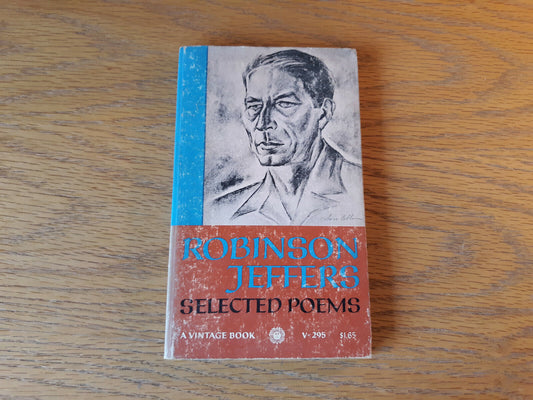 ROBINSON
JEFFERS
SELECTED POEMS
A VINTAGE BOOK V-295 $1.65